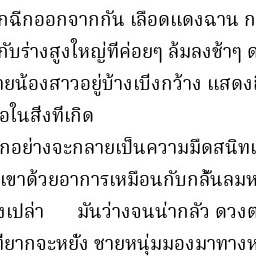 กฉีกออกจากกัน เลือดแดงฉาน ก
กับร่างสูงใหญ่ที่ค่อยๆ ล้มลงช้าๆ ด
ายน้องสาวอยู่บ้างเบิ่งกว้าง แสดงถ
อในสิ่งที่เกิด
กอย่างจะกลายเป็นความมืดสนิทแ
เขาด้วยอาการเหมือนกับกลั้นลมห
งเปล่า มันว่างจนน่ากลัว ดวงต
ที่ยากจะหยั่ง ชายหนุ่มมองมาทางห